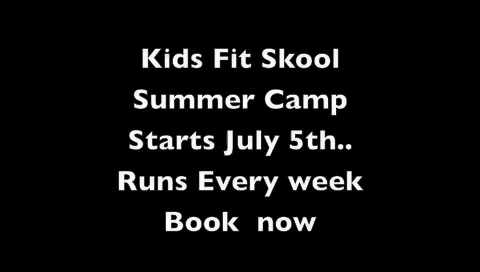 Kids Fit Skool
Summer Camp
Starts July 5th..
Runs Every week
Book  now